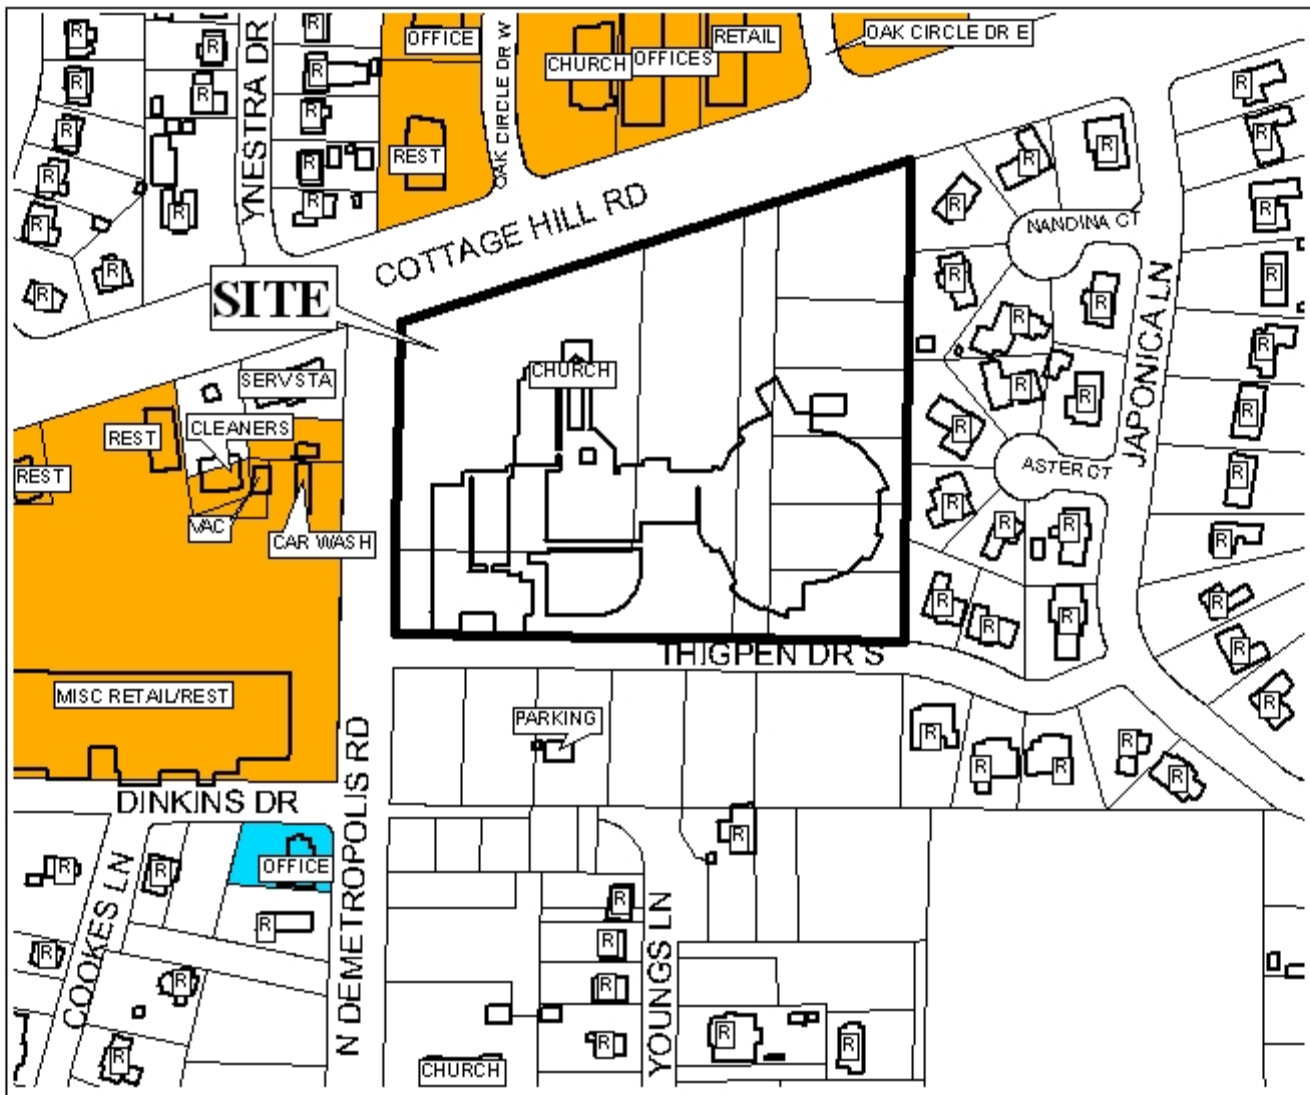 R
R
R
R
OFFICE
OAK CIRCLE DR W
CHURCH
OFFICES
RETAIL
OAK CIRCLE DR E
R
R
R
R
R
R
R
YNESTRA DR
R
R
R
R
R
R
R
REST
COTTAGE HILL RD
R
R
R
R
NANDINA CT
R
R
R
R
R
R
R
R
R
R
R
R
ASTER CT
R
R
R
R
R
R
R
R
R
R
JAPONICA LN
SITE
CHURCH
SERV STA
CLEANERS
REST
REST
VAC
CAR WASH
THIGPEN DR S
MISC RETAIL/REST
PARKING
R
R
R
R
R
R
R
DINKINS DR
N DEMETROPOLIS RD
OFFICE
R
R
R
R
R
R
COOKES LN
R
R
R
R
R
YOUNGS LN
R
R
CHURCH